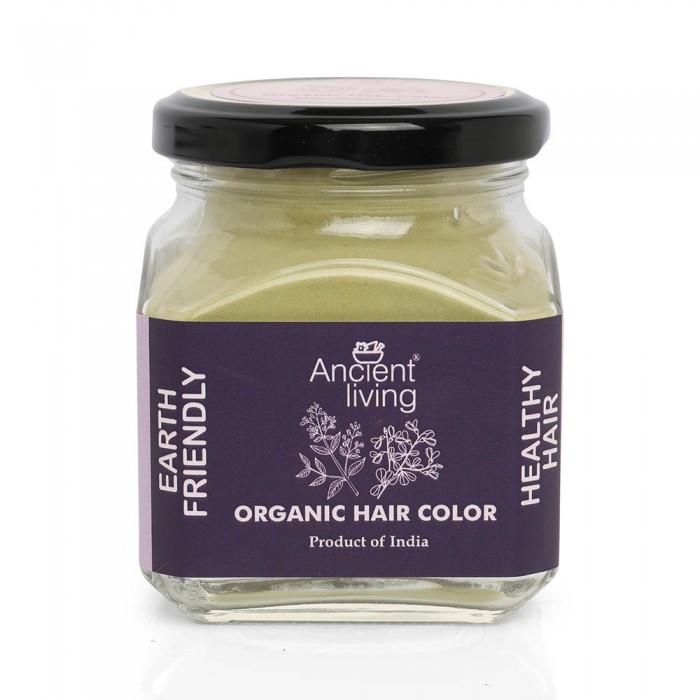 Ancient®
living
ORGANIC HAIR COLOR
Product of India
EARTH
FRIENDLY
HEALTHY
HAIR